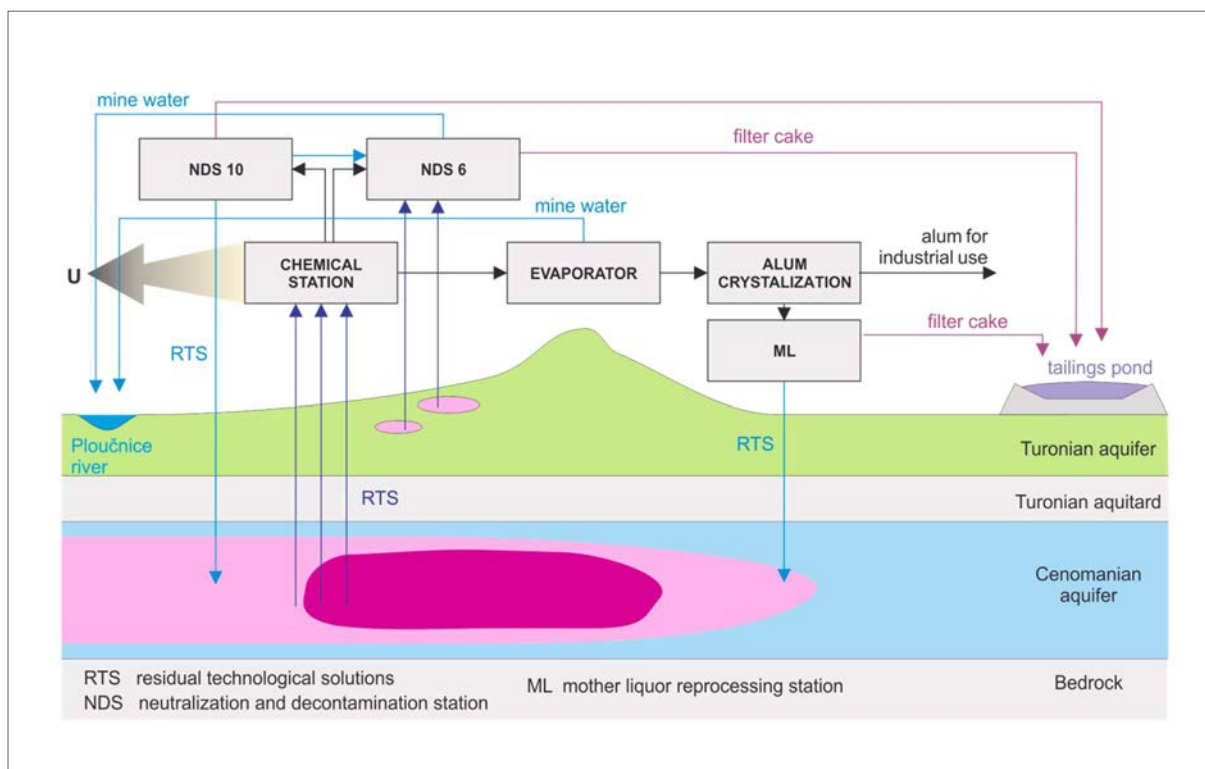 mine water
filter cake
NDS 10
NDS 6
mine water
alum for
industrial use
U
CHEMICAL
STATION
EVAPORATOR
ALUM
CRYSTALIZATION
filter cake
RTS
ML
tailings pond
Ploučnice
river
RTS
Turonian aquifer
RTS
Turonian aquitard
Cenomanian
aquifer
RTS residual technological solutions
NDS neutralization and decontamination station
ML mother liquor reprocessing station
Bedrock